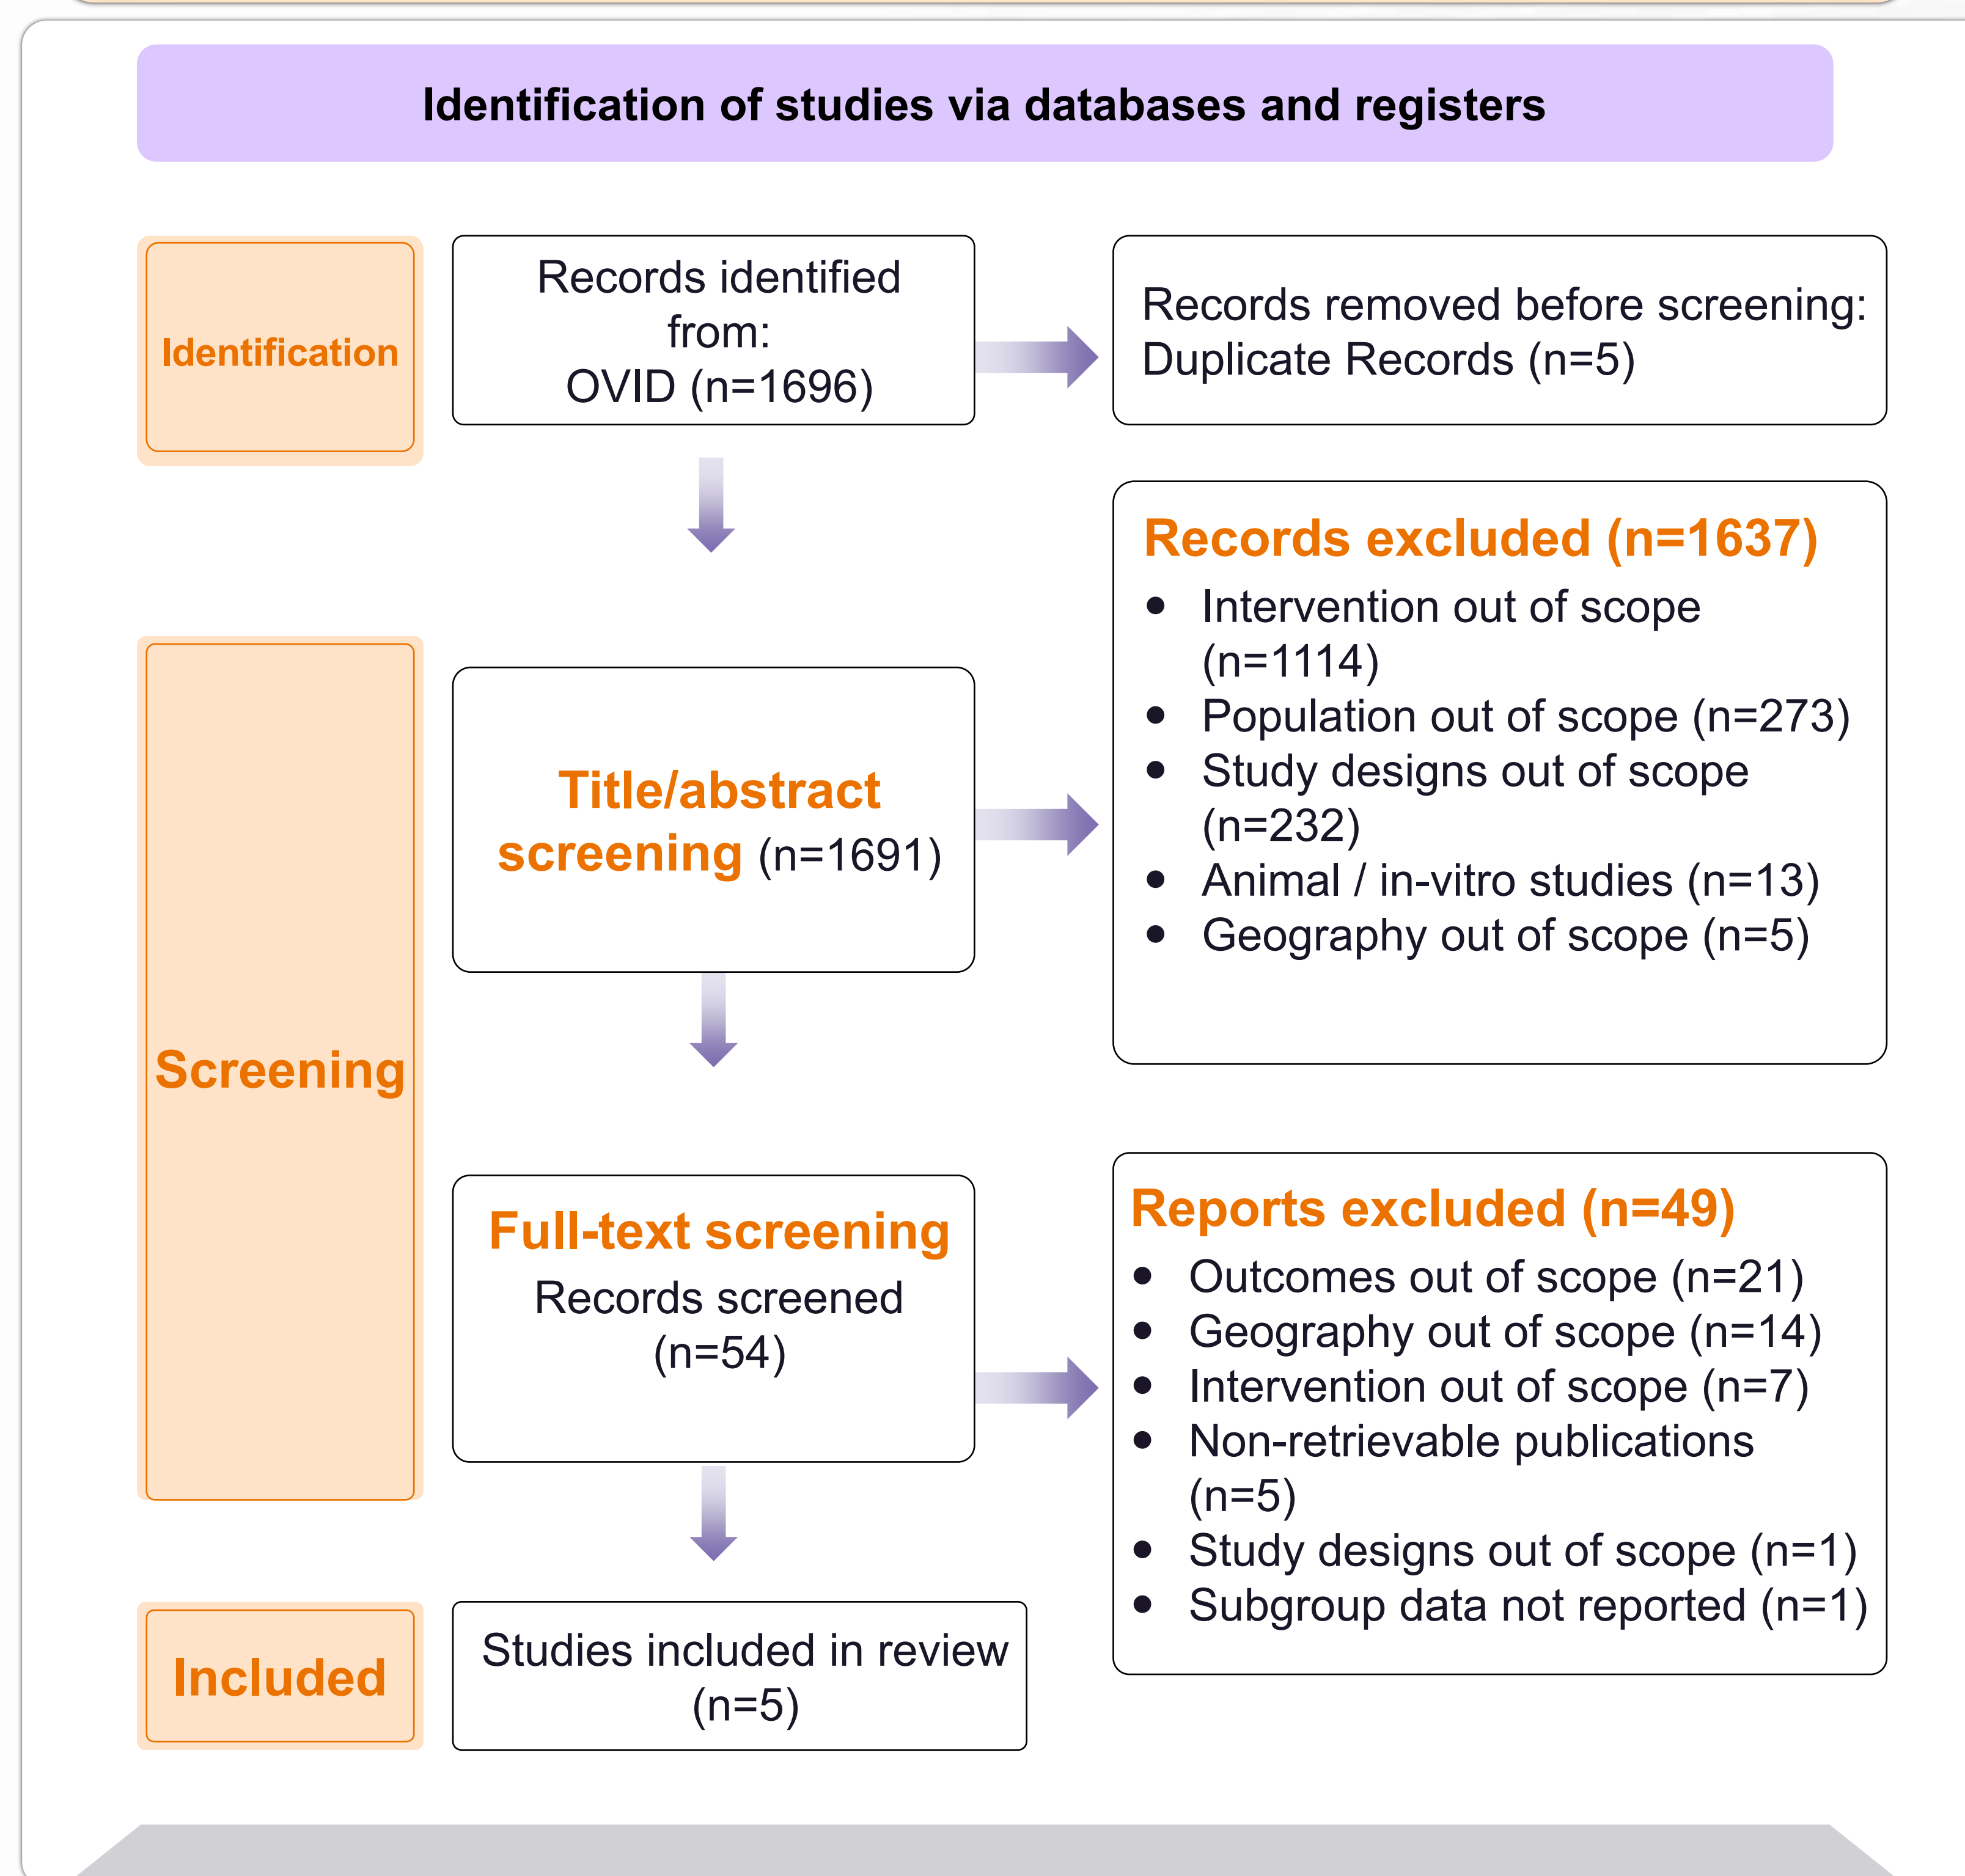 Identification of studies via databases and registers
Identification
Records identified
from:
OVID (n=1696)
Records removed before screening:
Duplicate Records (n=5)
Screening
Title/abstract
screening (n=1691)
Records excluded (n=1637)
• Intervention out of scope
(n=1114)
• Population out of scope (n=273)
• Study designs out of scope
(n=232)
• Animal / in-vitro studies (n=13)
• Geography out of scope (n=5)
Full-text screening
Records screened
(n=54)
Reports excluded (n=49)
• Outcomes out of scope (n=21)
• Geography out of scope (n=14)
• Intervention out of scope (n=7)
• Non-retrievable publications
(n=5)
• Study designs out of scope (n=1)
• Subgroup data not reported (n=1)
Included
Studies included in review
(n=5)